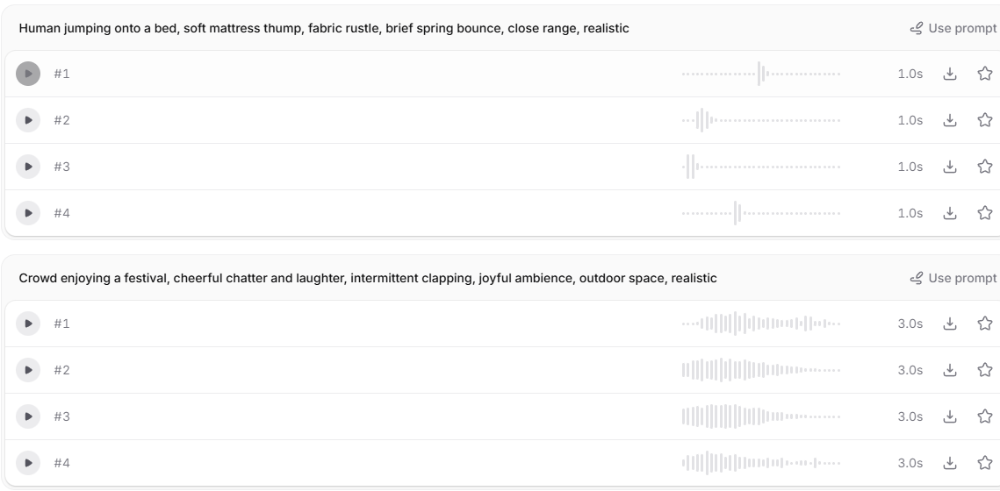 Human jumping onto a bed, soft mattress thump, fabric rustle, brief spring bounce, close range, realistic Use prompt
#1 1.0s
#2 1.0s
#3 1.0s
#4 1.0s
Crowd enjoying a festival, cheerful chatter and laughter, intermittent clapping, joyful ambience, outdoor space, realistic Use prompt
#1 3.0s
#2 3.0s
#3 3.0s
#4 3.0s